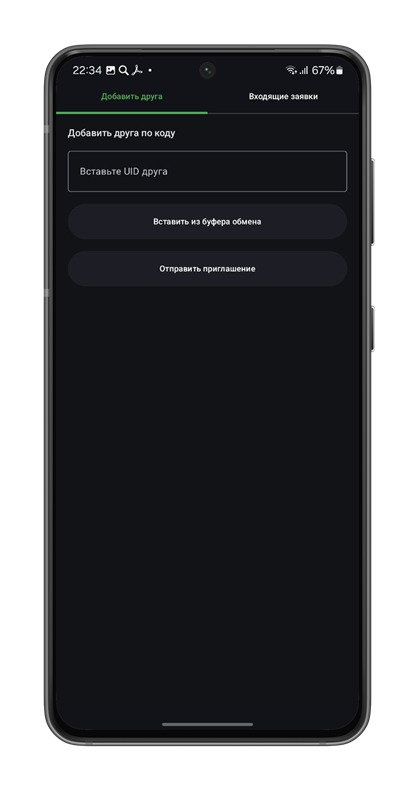 22:34 67%
Добавить друга Входящие заявки
Добавить друга по коду
Вставьте UID друга
Вставить из буфера обмена
Отправить приглашение